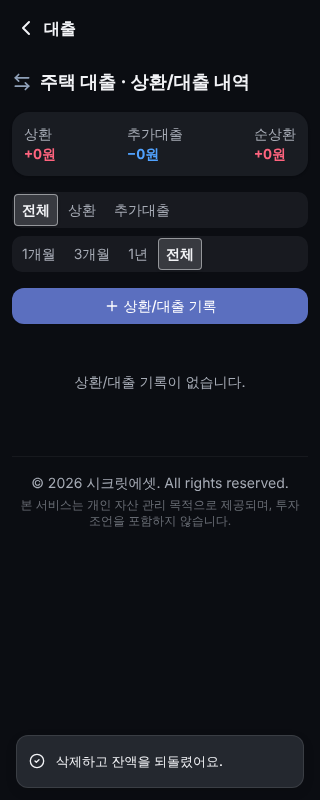 대출
주택 대출 · 상환/대출 내역
상환 추가대출 순상환
+0원 −0원 +0원
전체 상환 추가대출
1개월 3개월 1년 전체
+ 상환/대출 기록
상환/대출 기록이 없습니다.
© 2026 시크릿에셋. All rights reserved.
본 서비스는 개인 자산 관리 목적으로 제공되며, 투자
조언을 포함하지 않습니다.
삭제하고 잔액을 되돌렸어요.